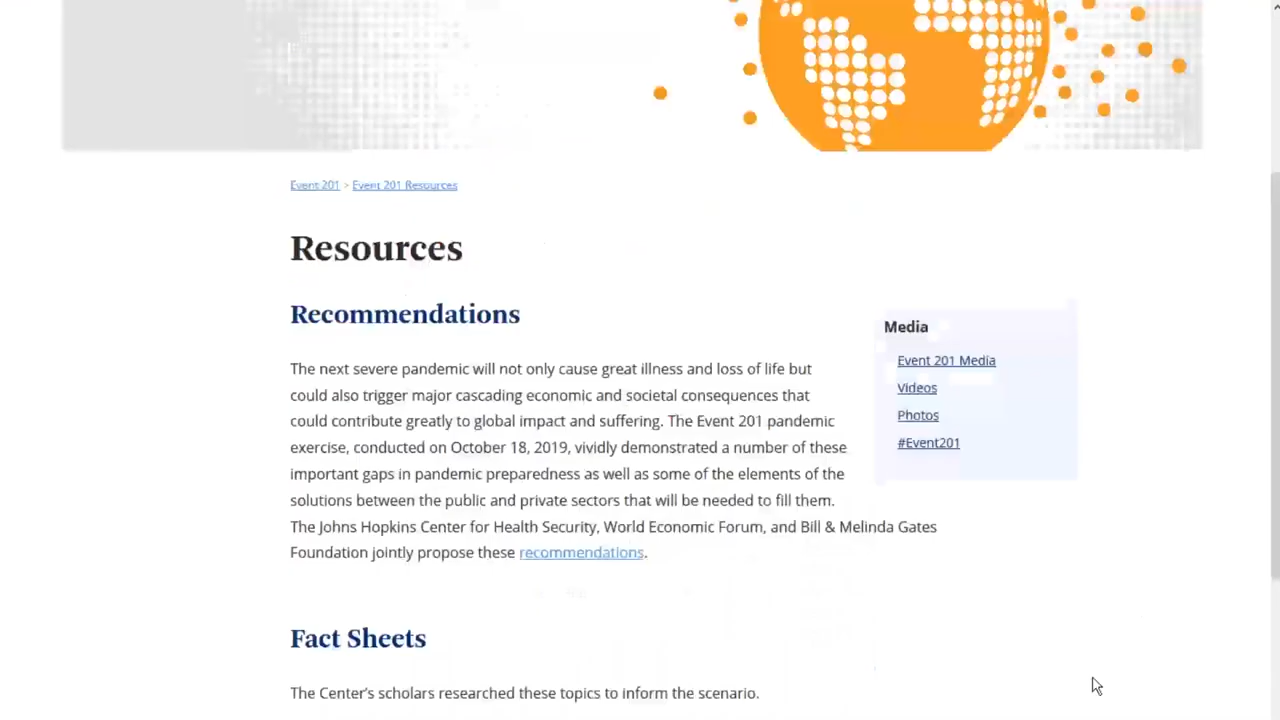 Event 201 > Event 201 Resources
Resources
Recommendations
The next severe pandemic will not only cause great illness and loss of life but
could also trigger major cascading economic and societal consequences that
could contribute greatly to global impact and suffering. The Event 201 pandemic
exercise, conducted on October 18, 2019, vividly demonstrated a number of these
important gaps in pandemic preparedness as well as some of the elements of the
solutions between the public and private sectors that will be needed to fill them.
The Johns Hopkins Center for Health Security, World Economic Forum, and Bill & Melinda Gates
Foundation jointly propose these recommendations.
Media
Event 201 Media
Videos
Photos
#Event201
Fact Sheets
The Center's scholars researched these topics to inform the scenario.